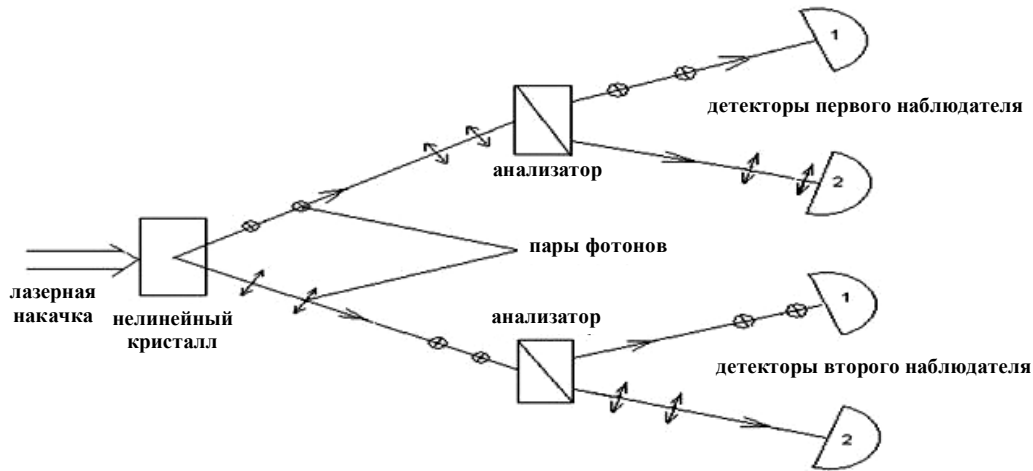 1
детекторы первого наблюдателя
анализатор
2
пары фотонов
лазерная
накачка
нелинейный
кристалл
анализатор
1
детекторы второго наблюдателя
2